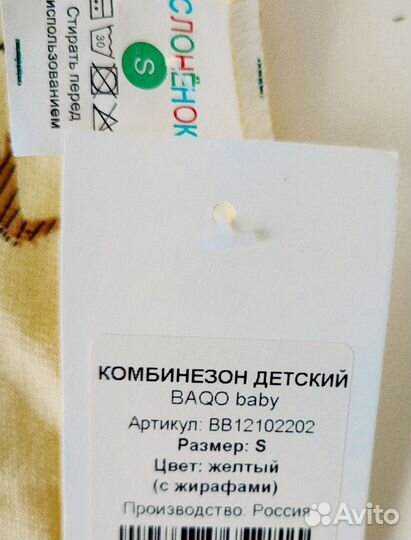 СЛОНЁНОК
S
30
Стирать перед
использованием
КОМБИНЕЗОН ДЕТСКИЙ
BAQO baby
Артикул: BB12102202
Размер: S
Цвет: желтый
(с жирафами)
Производство: Россия
Avito